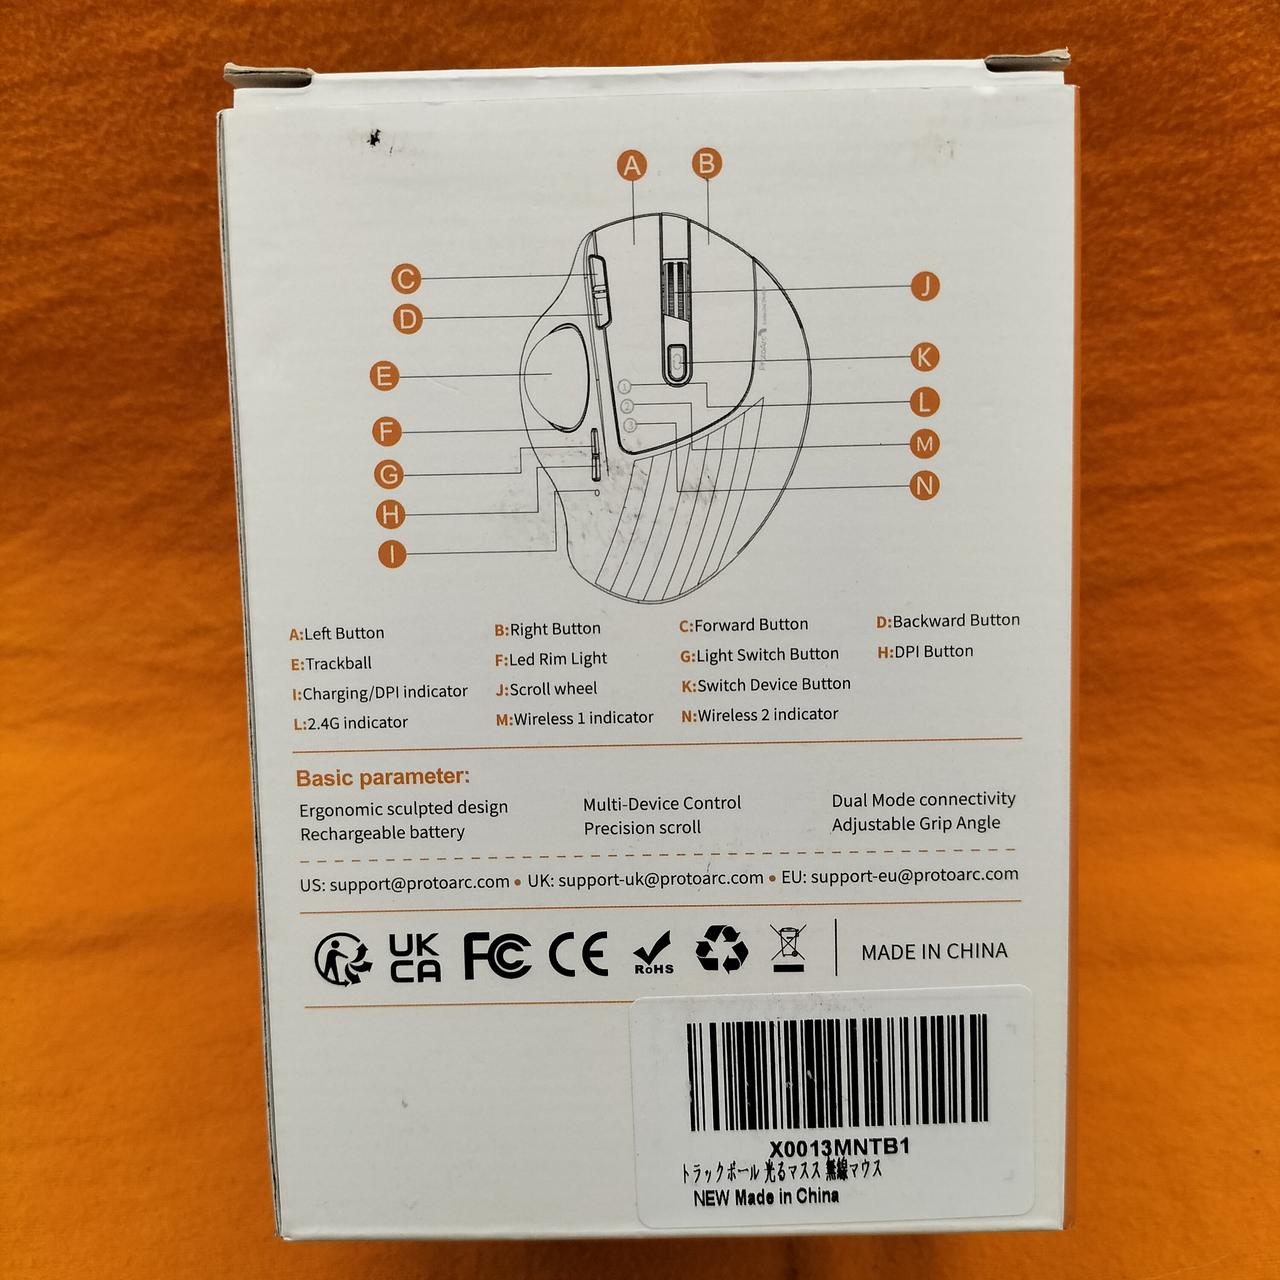 A B
C
D
E
F
G
H
I
J
K
L
M
N
1
2
3
ProtoArc
A:Left Button B:Right Button C:Forward Button D:Backward Button
E:Trackball F:Led Rim Light G:Light Switch Button H:DPI Button
I:Charging/DPI indicator J:Scroll wheel K:Switch Device Button
L:2.4G indicator M:Wireless 1 indicator N:Wireless 2 indicator
Basic parameter:
Ergonomic sculpted design Multi-Device Control Dual Mode connectivity
Rechargeable battery Precision scroll Adjustable Grip Angle
US: support@protoarc.com • UK: support-uk@protoarc.com • EU: support-eu@protoarc.com
UK
CA
FC CE
RoHS
MADE IN CHINA
X0013MNTB1
トラックボール 光るマスス 無線マウス
NEW Made in China